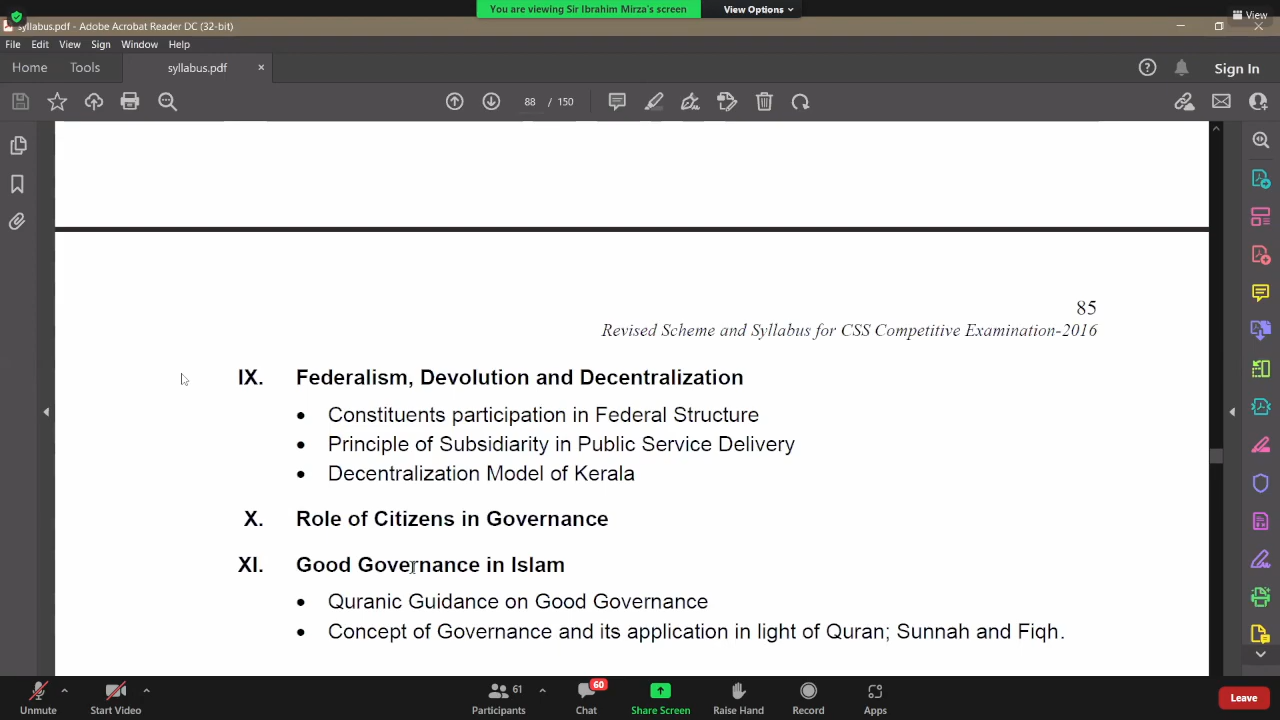 You are viewing Sir Ibrahim Mirza's screen
View Options
View
syllabus.pdf - Adobe Acrobat Reader DC (32-bit)
File Edit View Sign Window Help
Home Tools syllabus.pdf × Sign In
88 / 150
85
Revised Scheme and Syllabus for CSS Competitive Examination-2016
IX. Federalism, Devolution and Decentralization
• Constituents participation in Federal Structure
• Principle of Subsidiarity in Public Service Delivery
• Decentralization Model of Kerala
X. Role of Citizens in Governance
XI. Good Governance in Islam
• Quranic Guidance on Good Governance
• Concept of Governance and its application in light of Quran; Sunnah and Fiqh.
61 60
Unmute Start Video Participants Chat Share Screen Raise Hand Record Apps Leave